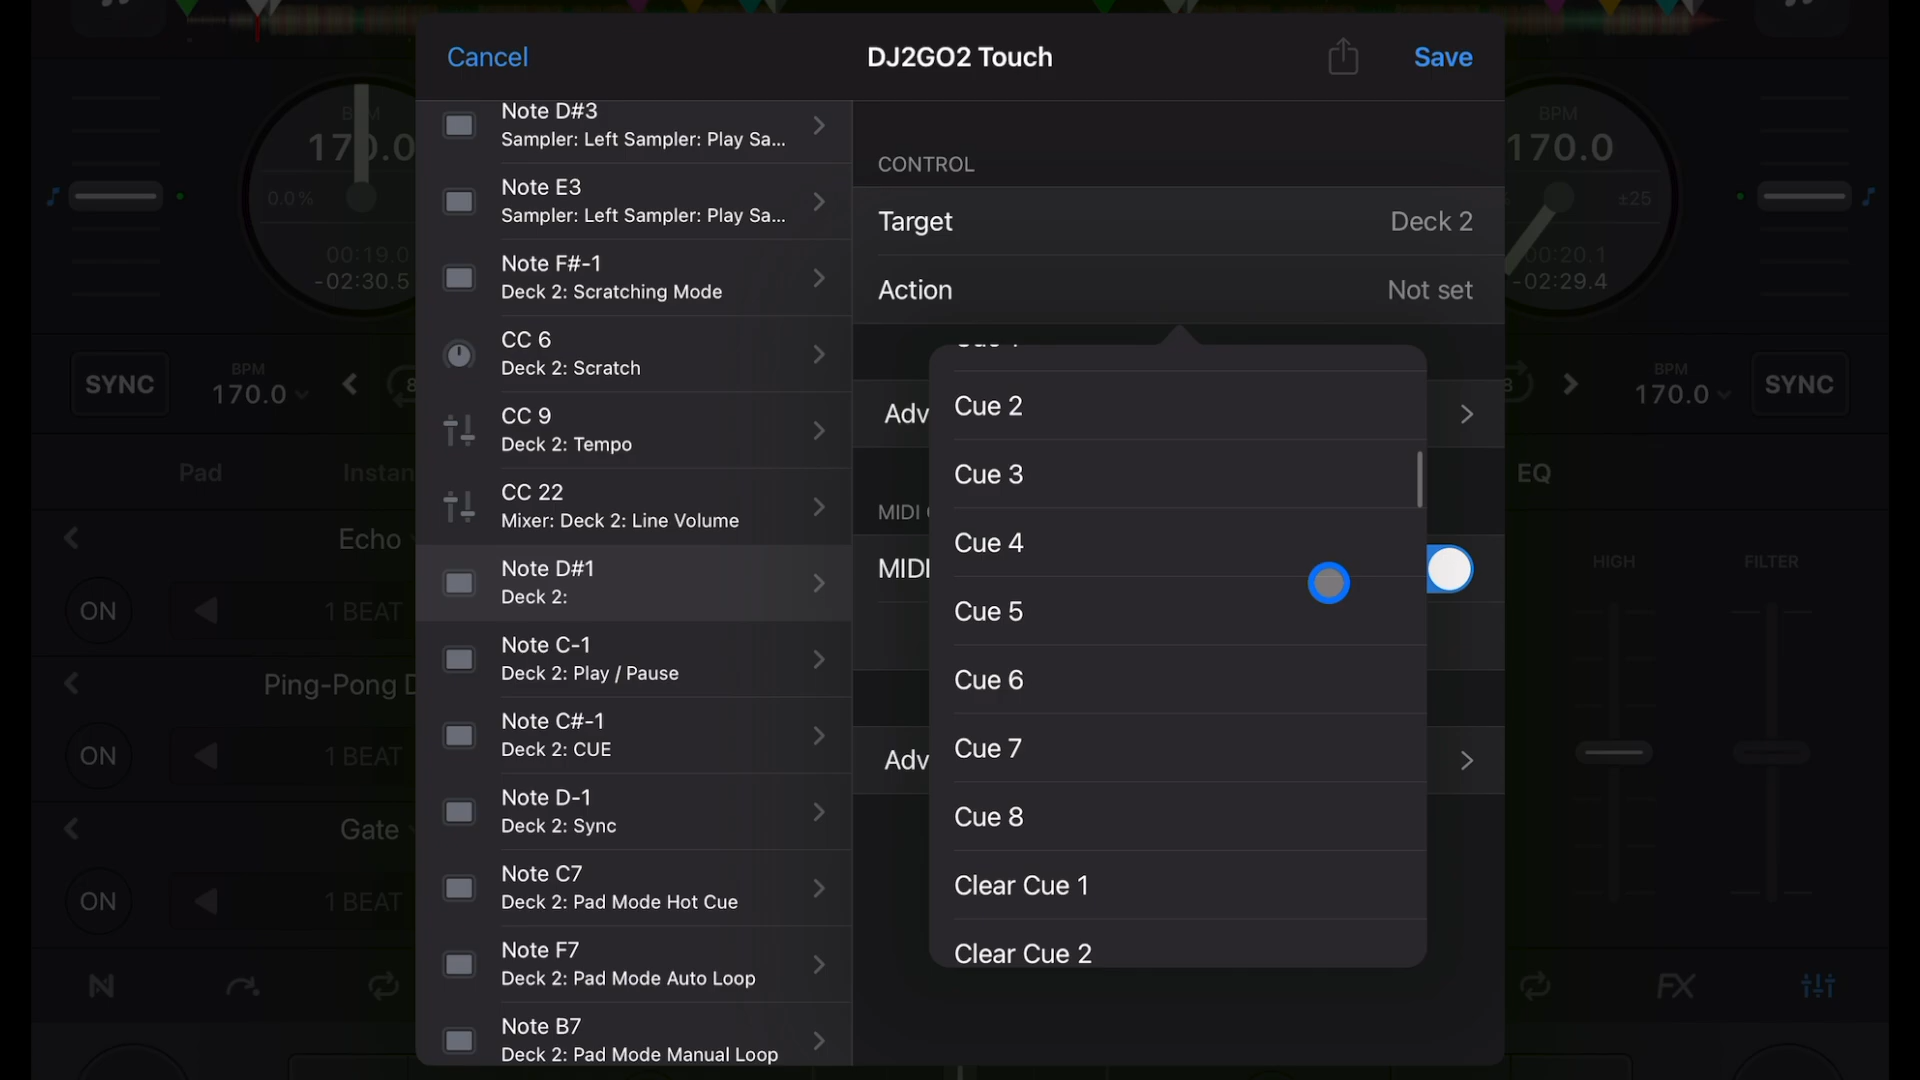 Cancel
DJ2GO2 Touch
Save
Note D#3
Sampler: Left Sampler: Play Sa...
Note E3
Sampler: Left Sampler: Play Sa...
Note F#-1
Deck 2: Scratching Mode
CC 6
Deck 2: Scratch
CC 9
Deck 2: Tempo
CC 22
Mixer: Deck 2: Line Volume
Note D#1
Deck 2:
Note C-1
Deck 2: Play / Pause
Note C#-1
Deck 2: CUE
Note D-1
Deck 2: Sync
Note C7
Deck 2: Pad Mode Hot Cue
Note F7
Deck 2: Pad Mode Auto Loop
Note B7
Deck 2: Pad Mode Manual Loop
CONTROL
Target Deck 2
Action Not set
Adv
MIDI
MIDI
Adv
Cue 2
Cue 3
Cue 4
Cue 5
Cue 6
Cue 7
Cue 8
Clear Cue 1
Clear Cue 2
BPM
170.0
0.0%
00:19.0
-02:30.5
SYNC
BPM
170.0
8
Pad
Instan
Echo
ON
1 BEAT
Ping-Pong D
ON
1 BEAT
Gate
ON
1 BEAT
BPM
170.0
±25
00:20.1
-02:29.4
BPM
170.0
SYNC
EQ
HIGH
FILTER
FX